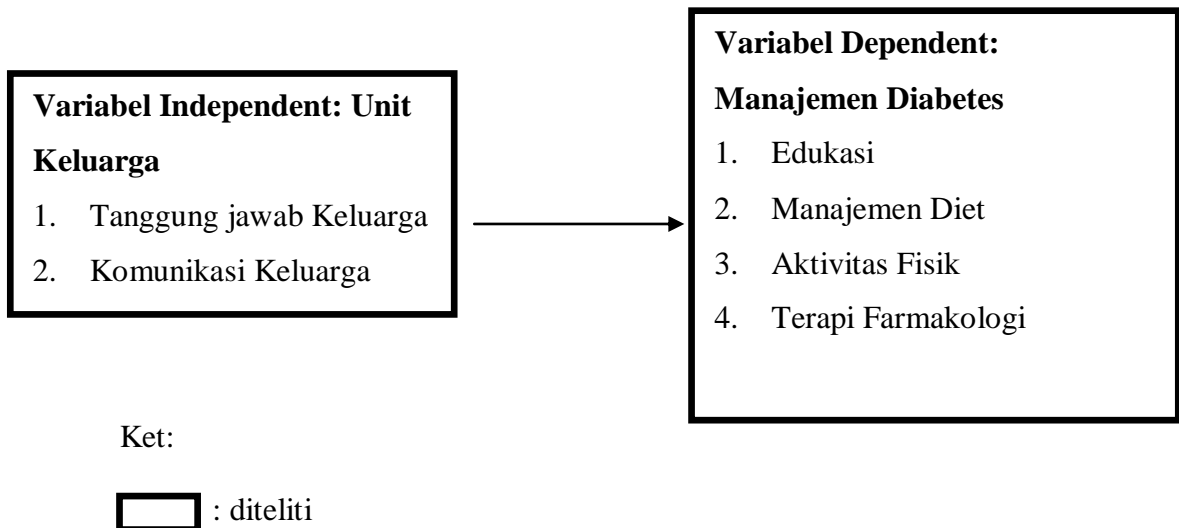 Variabel Independent: Unit
Keluarga
1. Tanggung jawab Keluarga
2. Komunikasi Keluarga
Variabel Dependent:
Manajemen Diabetes
1. Edukasi
2. Manajemen Diet
3. Aktivitas Fisik
4. Terapi Farmakologi
Ket:
: diteliti